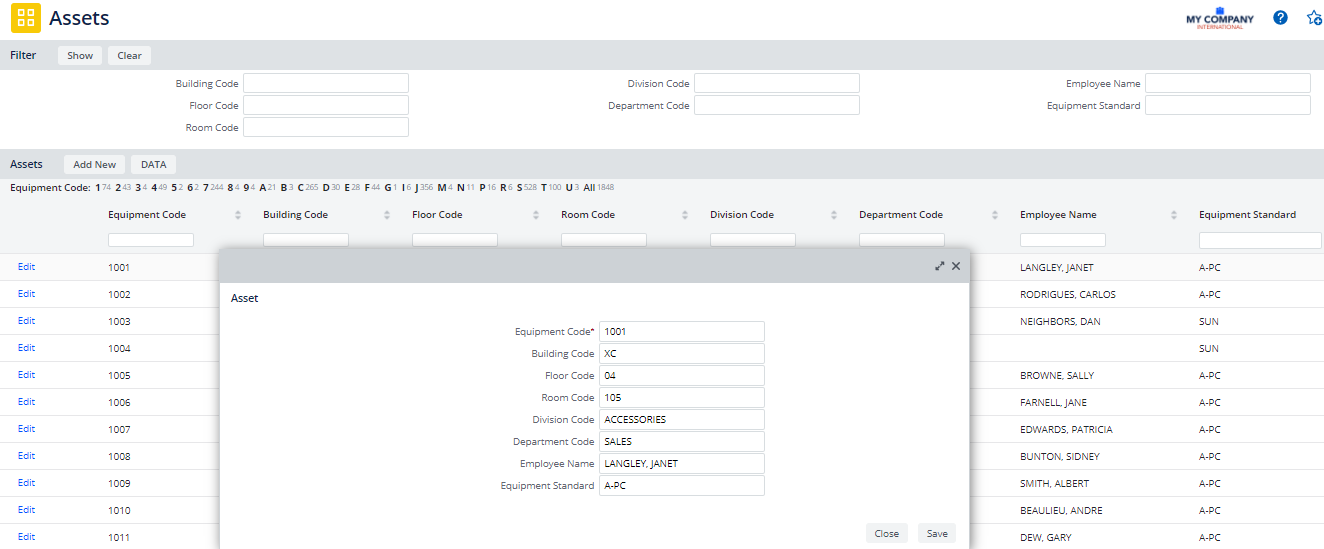 Assets
MY COMPANY
INTERNATIONAL
?
Filter Show Clear
Building Code Division Code Employee Name
Floor Code Department Code Equipment Standard
Room Code
Assets Add New DATA
Equipment Code: 1 74 2 43 3 4 4 49 5 2 6 2 7 244 8 4 9 4 A 21 B 3 C 265 D 30 E 28 F 44 G 1 I 6 J 356 M 4 N 11 P 16 R 6 S 528 T 100 U 3 All 1848
Equipment Code Building Code Floor Code Room Code Division Code Department Code Employee Name Equipment Standard
Edit 1001 LANGLEY, JANET A-PC
Edit 1002 RODRIGUES, CARLOS A-PC
Edit 1003 NEIGHBORS, DAN SUN
Edit 1004 SUN
Edit 1005 BROWNE, SALLY A-PC
Edit 1006 FARNELL, JANE A-PC
Edit 1007 EDWARDS, PATRICIA A-PC
Edit 1008 BUNTON, SIDNEY A-PC
Edit 1009 SMITH, ALBERT A-PC
Edit 1010 BEAULIEU, ANDRE A-PC
Edit 1011 DEW, GARY A-PC
Asset
Equipment Code* 1001
Building Code XC
Floor Code 04
Room Code 105
Division Code ACCESSORIES
Department Code SALES
Employee Name LANGLEY, JANET
Equipment Standard A-PC
Close Save